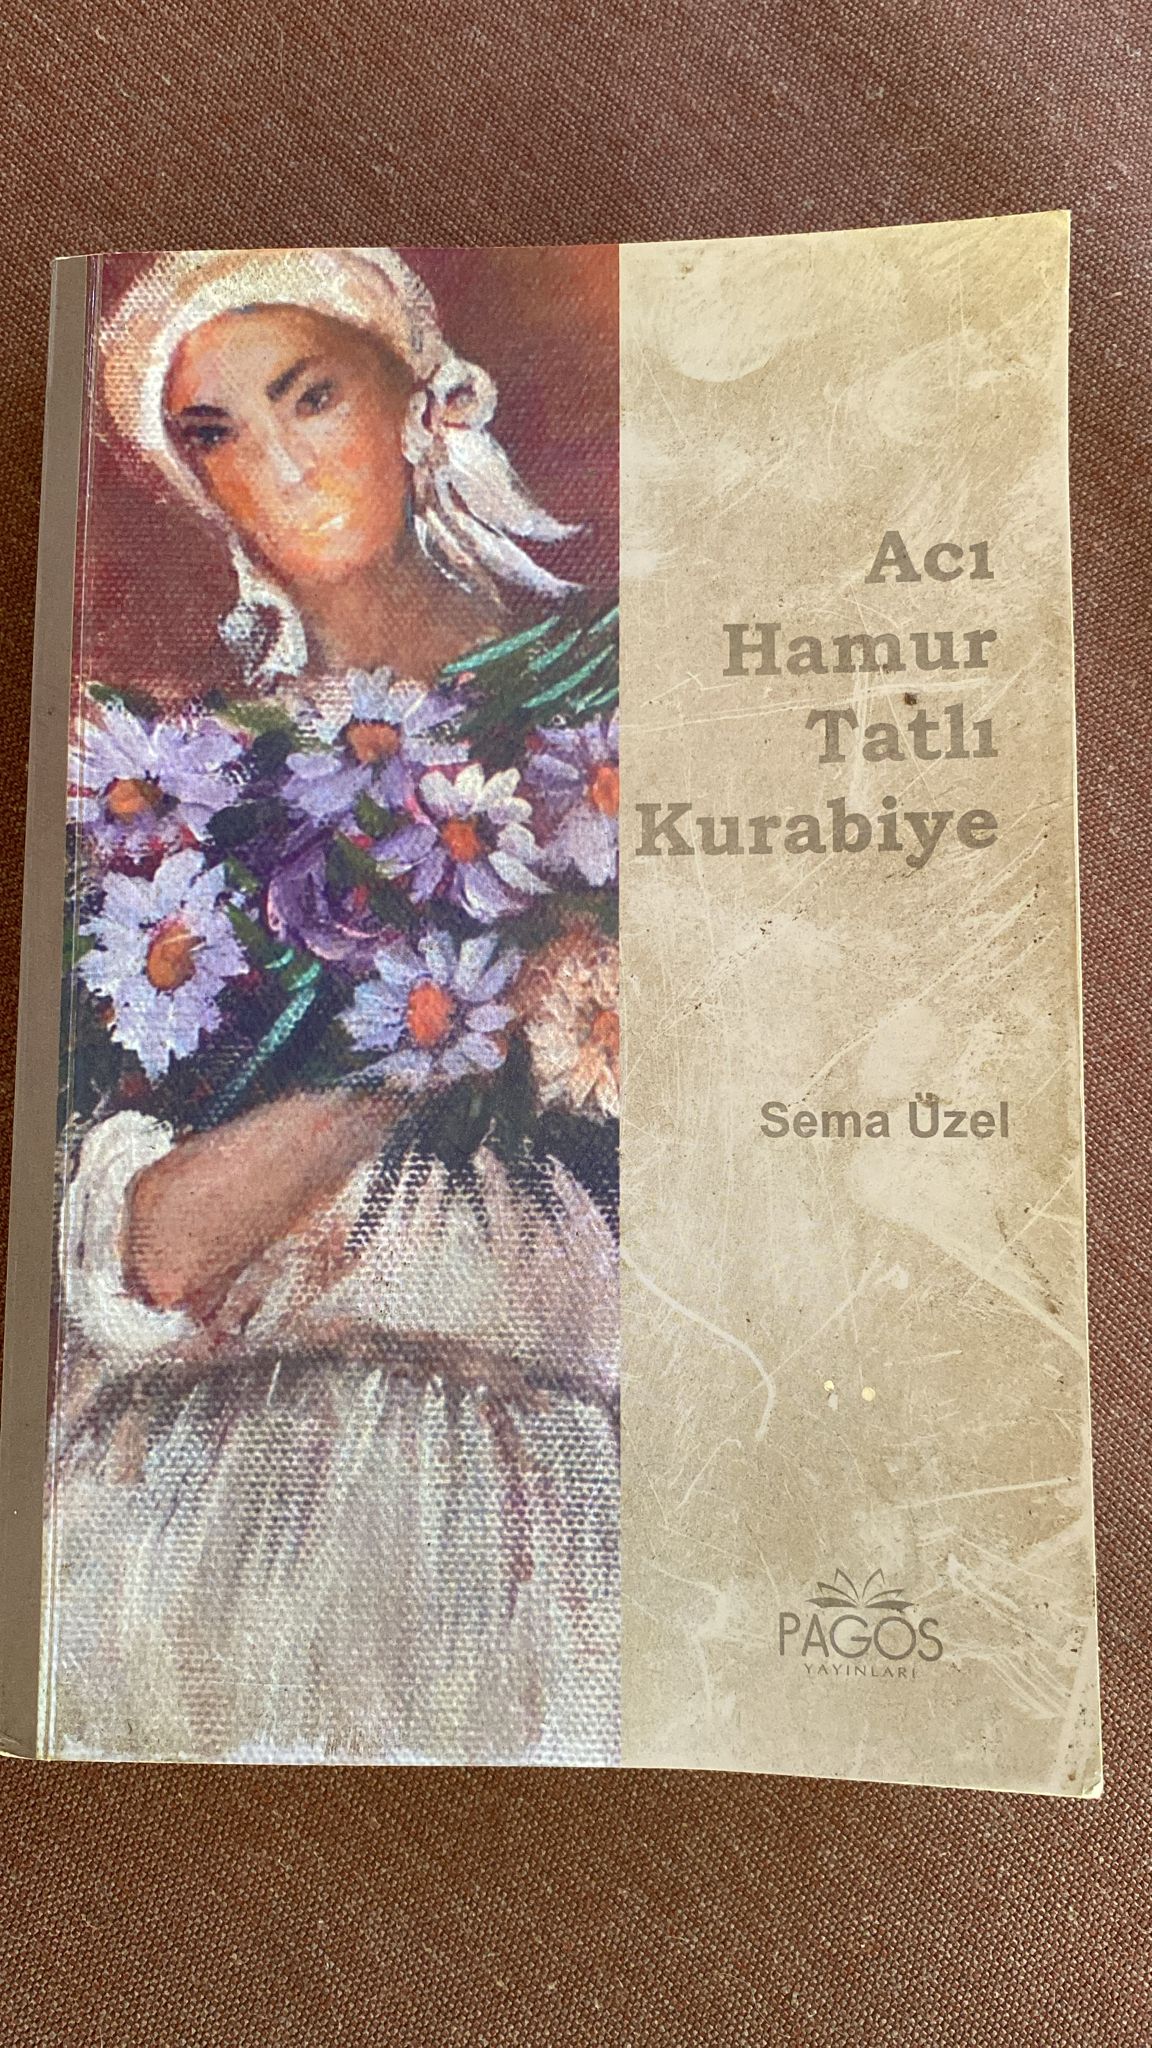 Acı
Hamur
Tatlı
Kurabiye
Sema Üzel
PAGOS
YAYINLARI